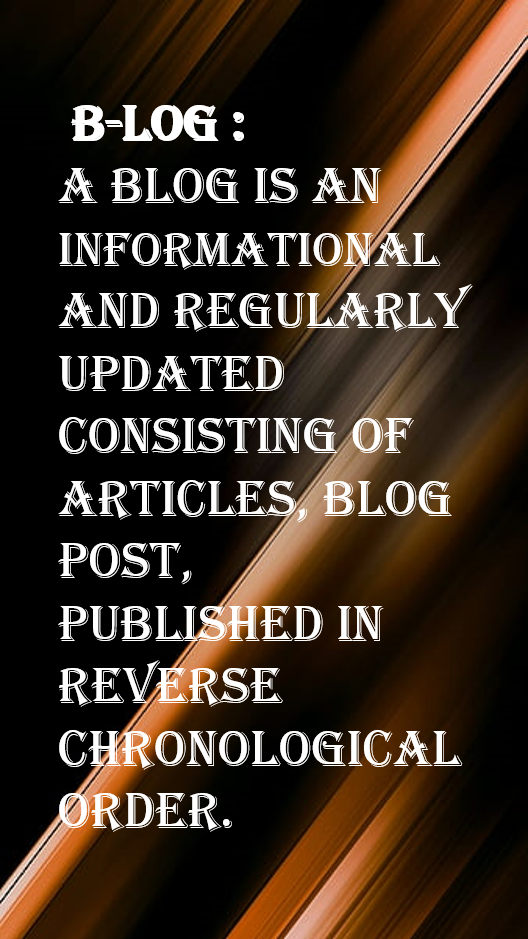 B-LOG :
A BLOG IS AN
INFORMATIONAL
AND REGULARLY
UPDATED
CONSISTING OF
ARTICLES, BLOG
POST,
PUBLISHED IN
REVERSE
CHRONOLOGICAL
ORDER.